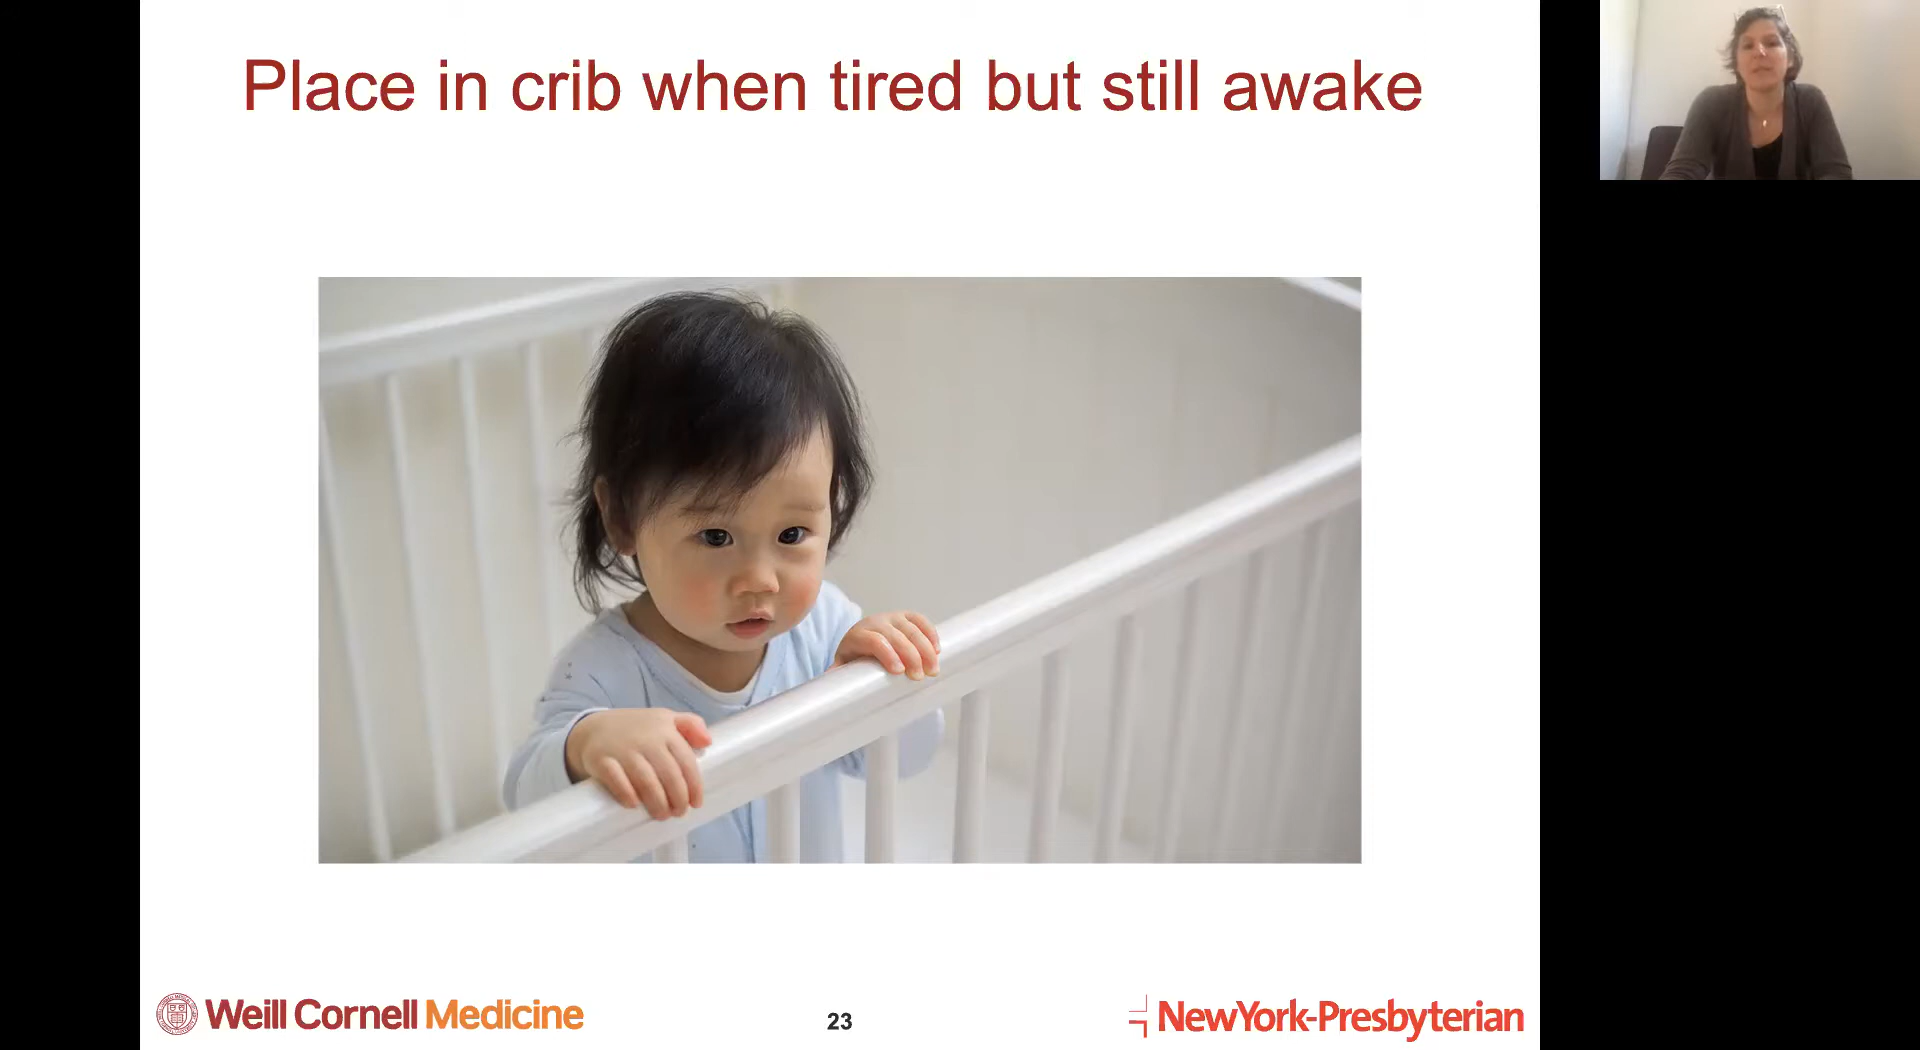 Place in crib when tired but still awake
Weill Cornell Medicine
23
NewYork-Presbyterian